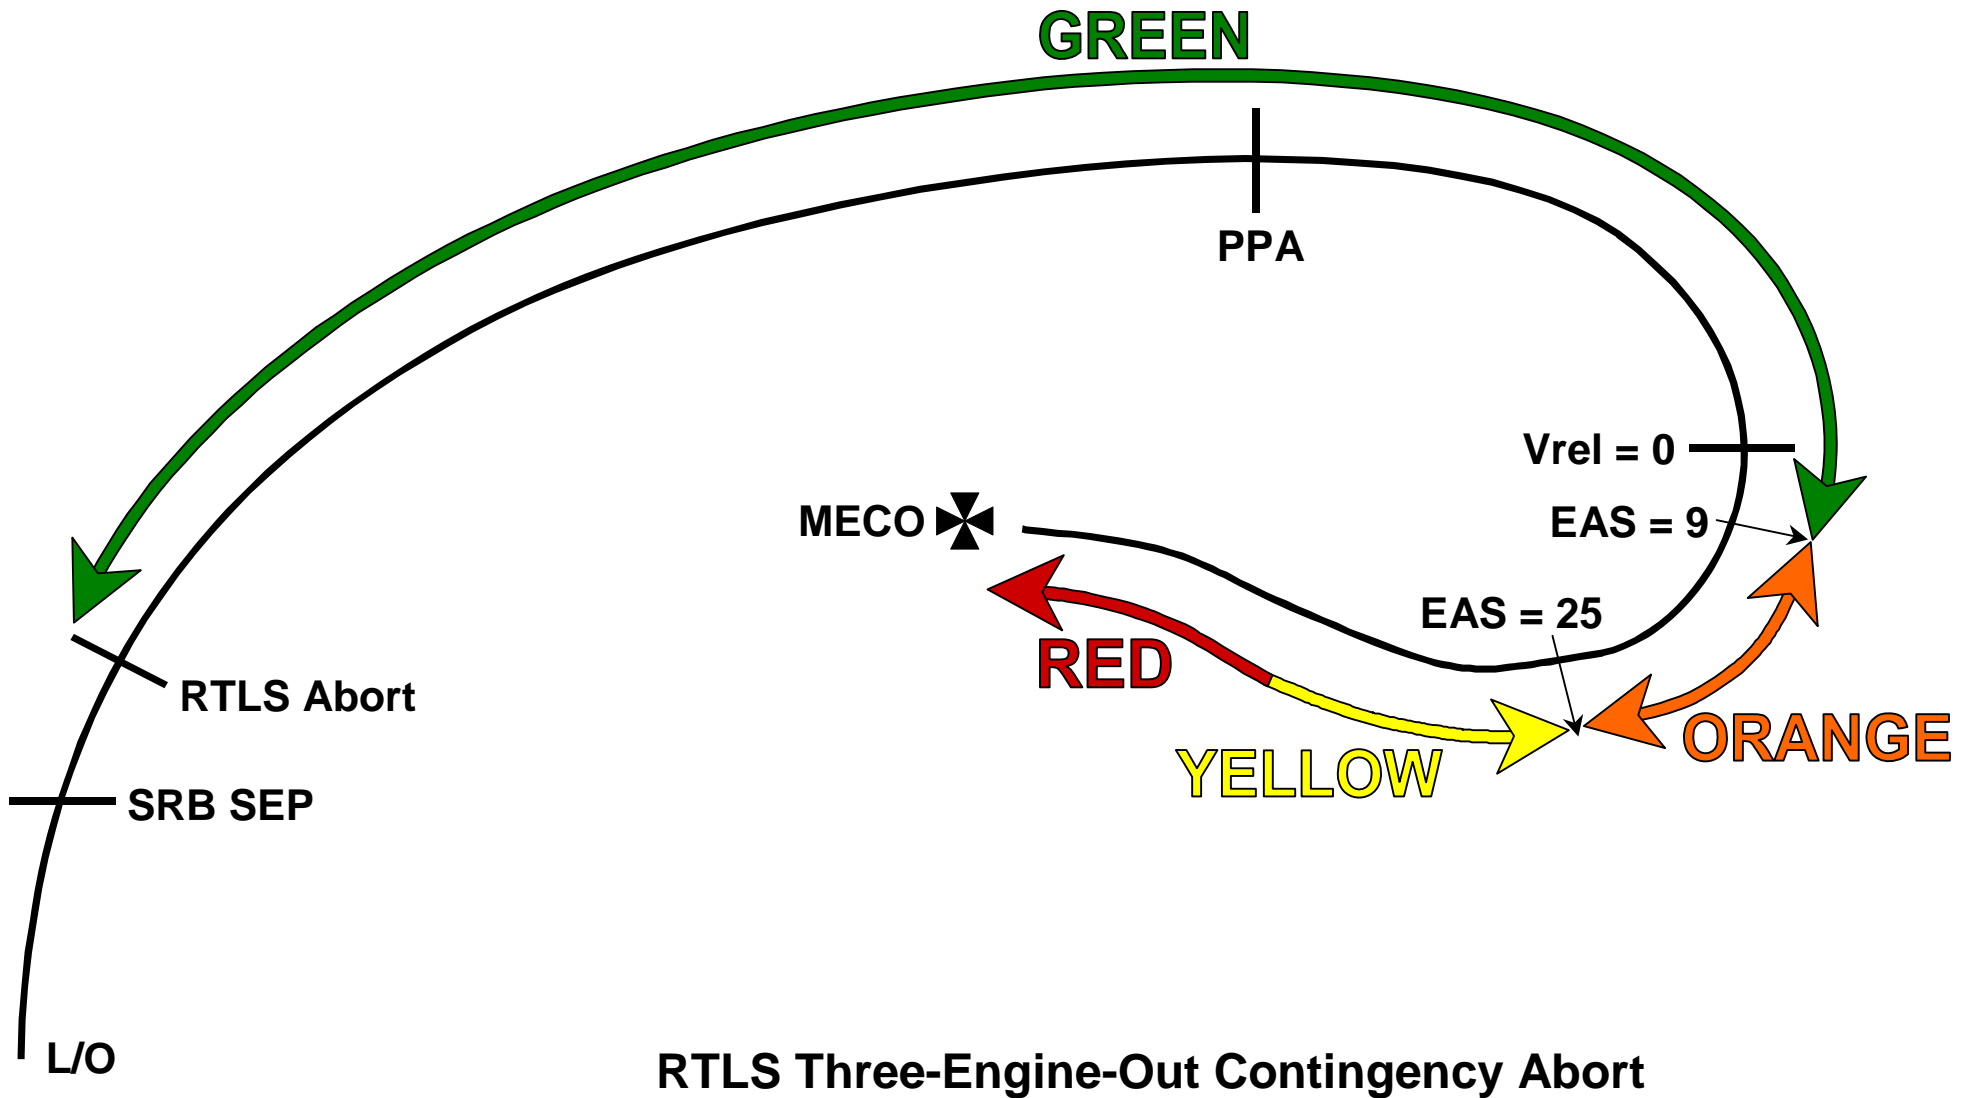 GREEN
PPA
Vrel = 0
MECO
EAS = 9
EAS = 25
RED
RTLS Abort
ORANGE
YELLOW
SRB SEP
L/O
RTLS Three-Engine-Out Contingency Abort